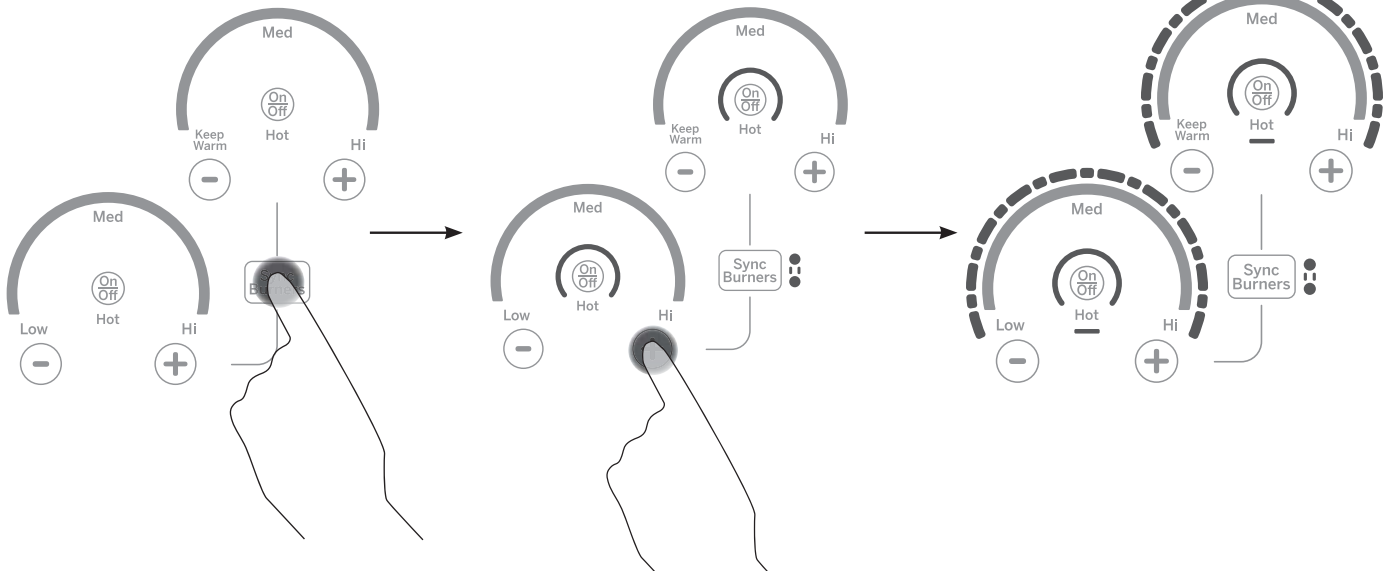 Med
On
Off
Hot
Keep
Warm
Hi
Med
On
Off
Hot
Low
Hi
Med
On
Off
Hot
Keep
Warm
Hi
Med
On
Off
Hot
Low
Hi
Sync
Burners
Med
On
Off
Hot
Keep
Warm
Hi
Med
On
Off
Hot
Low
Hi
Sync
Burners